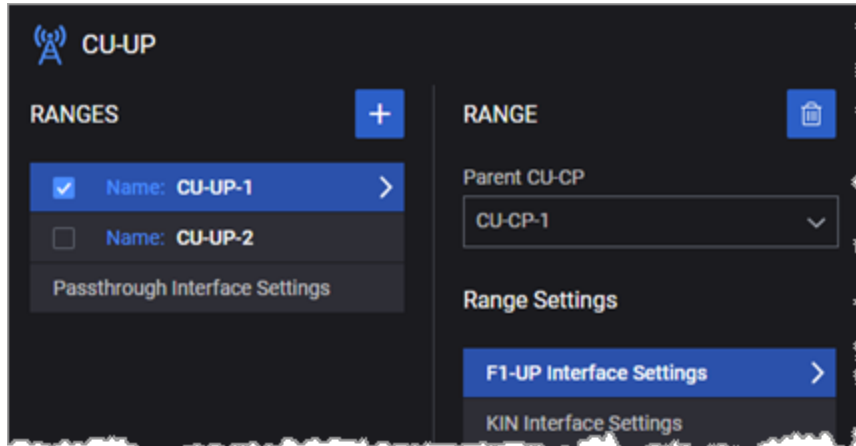 CU-UP
RANGES
+
Name: CU-UP-1
Name: CU-UP-2
Passthrough Interface Settings
RANGE
Parent CU-CP
CU-CP-1
Range Settings
F1-UP Interface Settings
KIN Interface Settings